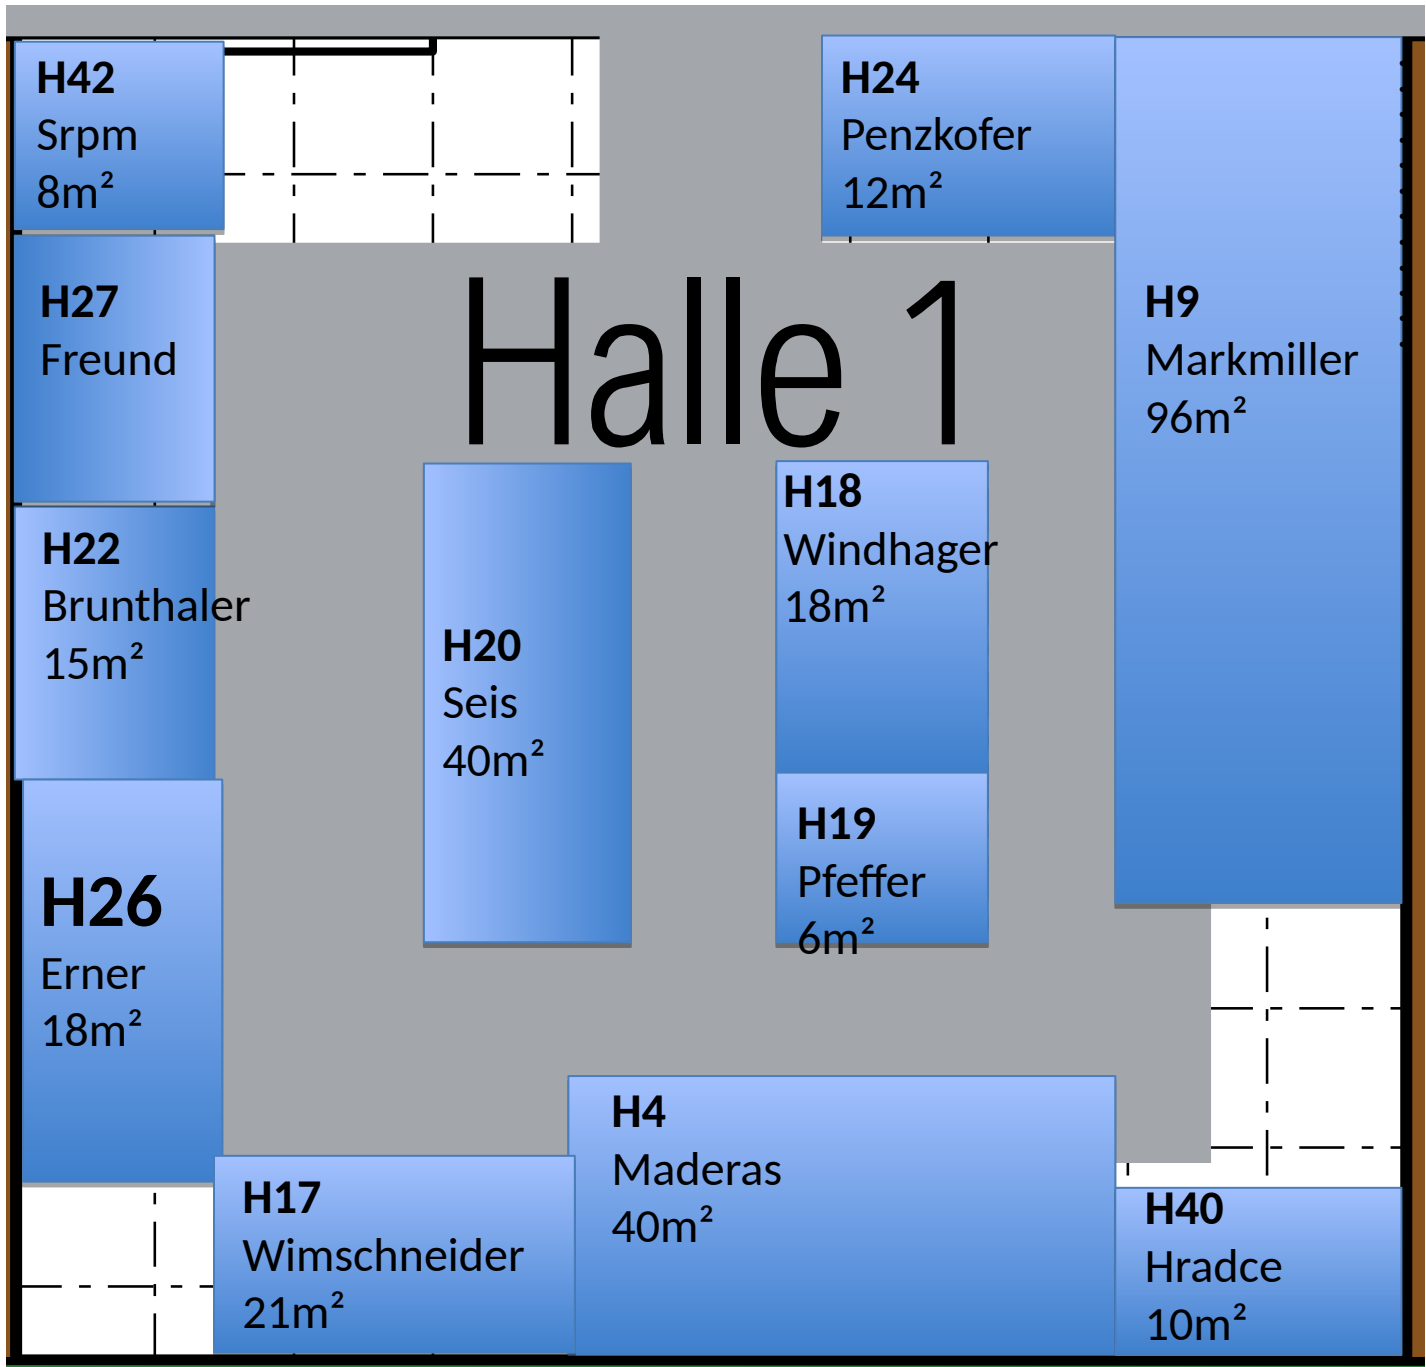 H42
Srpm
8m²
H24
Penzkofer
12m²
H27
Freund
Halle 1
H9
Markmiller
96m²
H22
Brunthaler
15m²
H20
Seis
40m²
H18
Windhager
18m²
H19
Pfeffer
6m²
H26
Erner
18m²
H4
Maderas
40m²
H17
Wimschneider
21m²
H40
Hradce
10m²